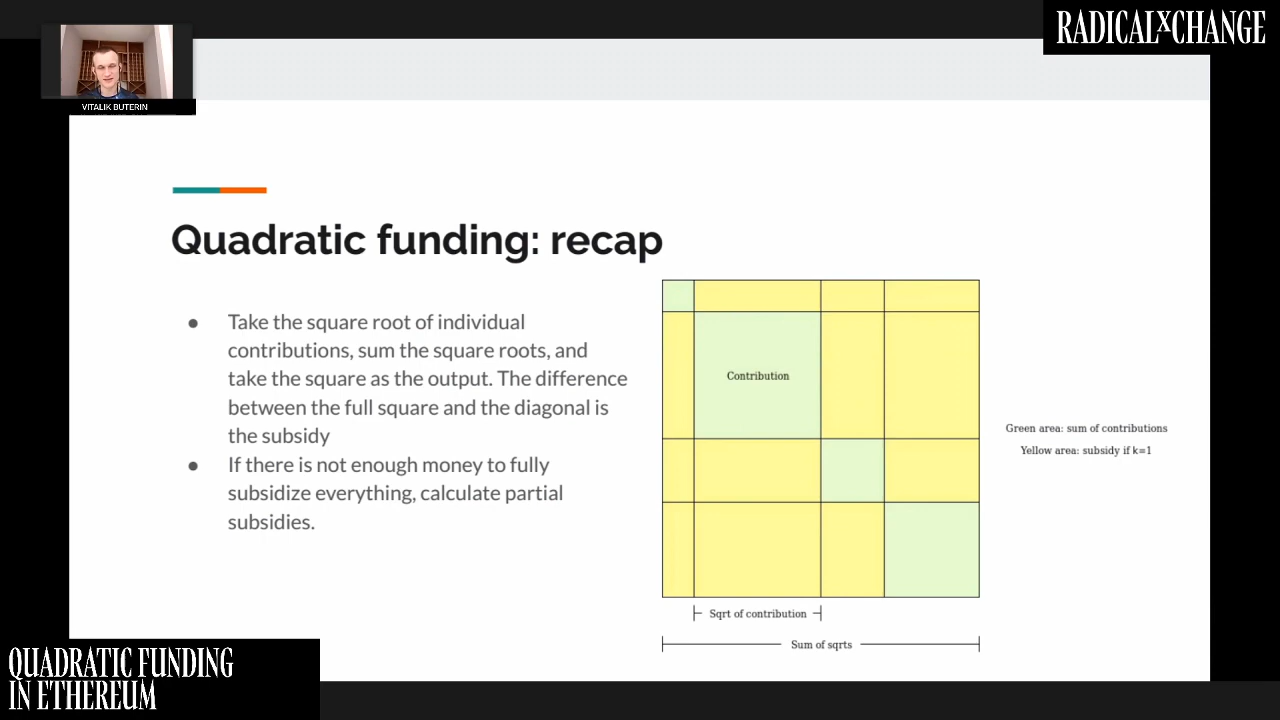 RADICALXCHANGE
VITALIK BUTERIN
Quadratic funding: recap
● Take the square root of individual
contributions, sum the square roots, and
take the square as the output. The difference
between the full square and the diagonal is
the subsidy
● If there is not enough money to fully
subsidize everything, calculate partial
subsidies.
Contribution
Green area: sum of contributions
Yellow area: subsidy if k=1
Sqrt of contribution
Sum of sqrts
QUADRATIC FUNDING
IN ETHEREUM